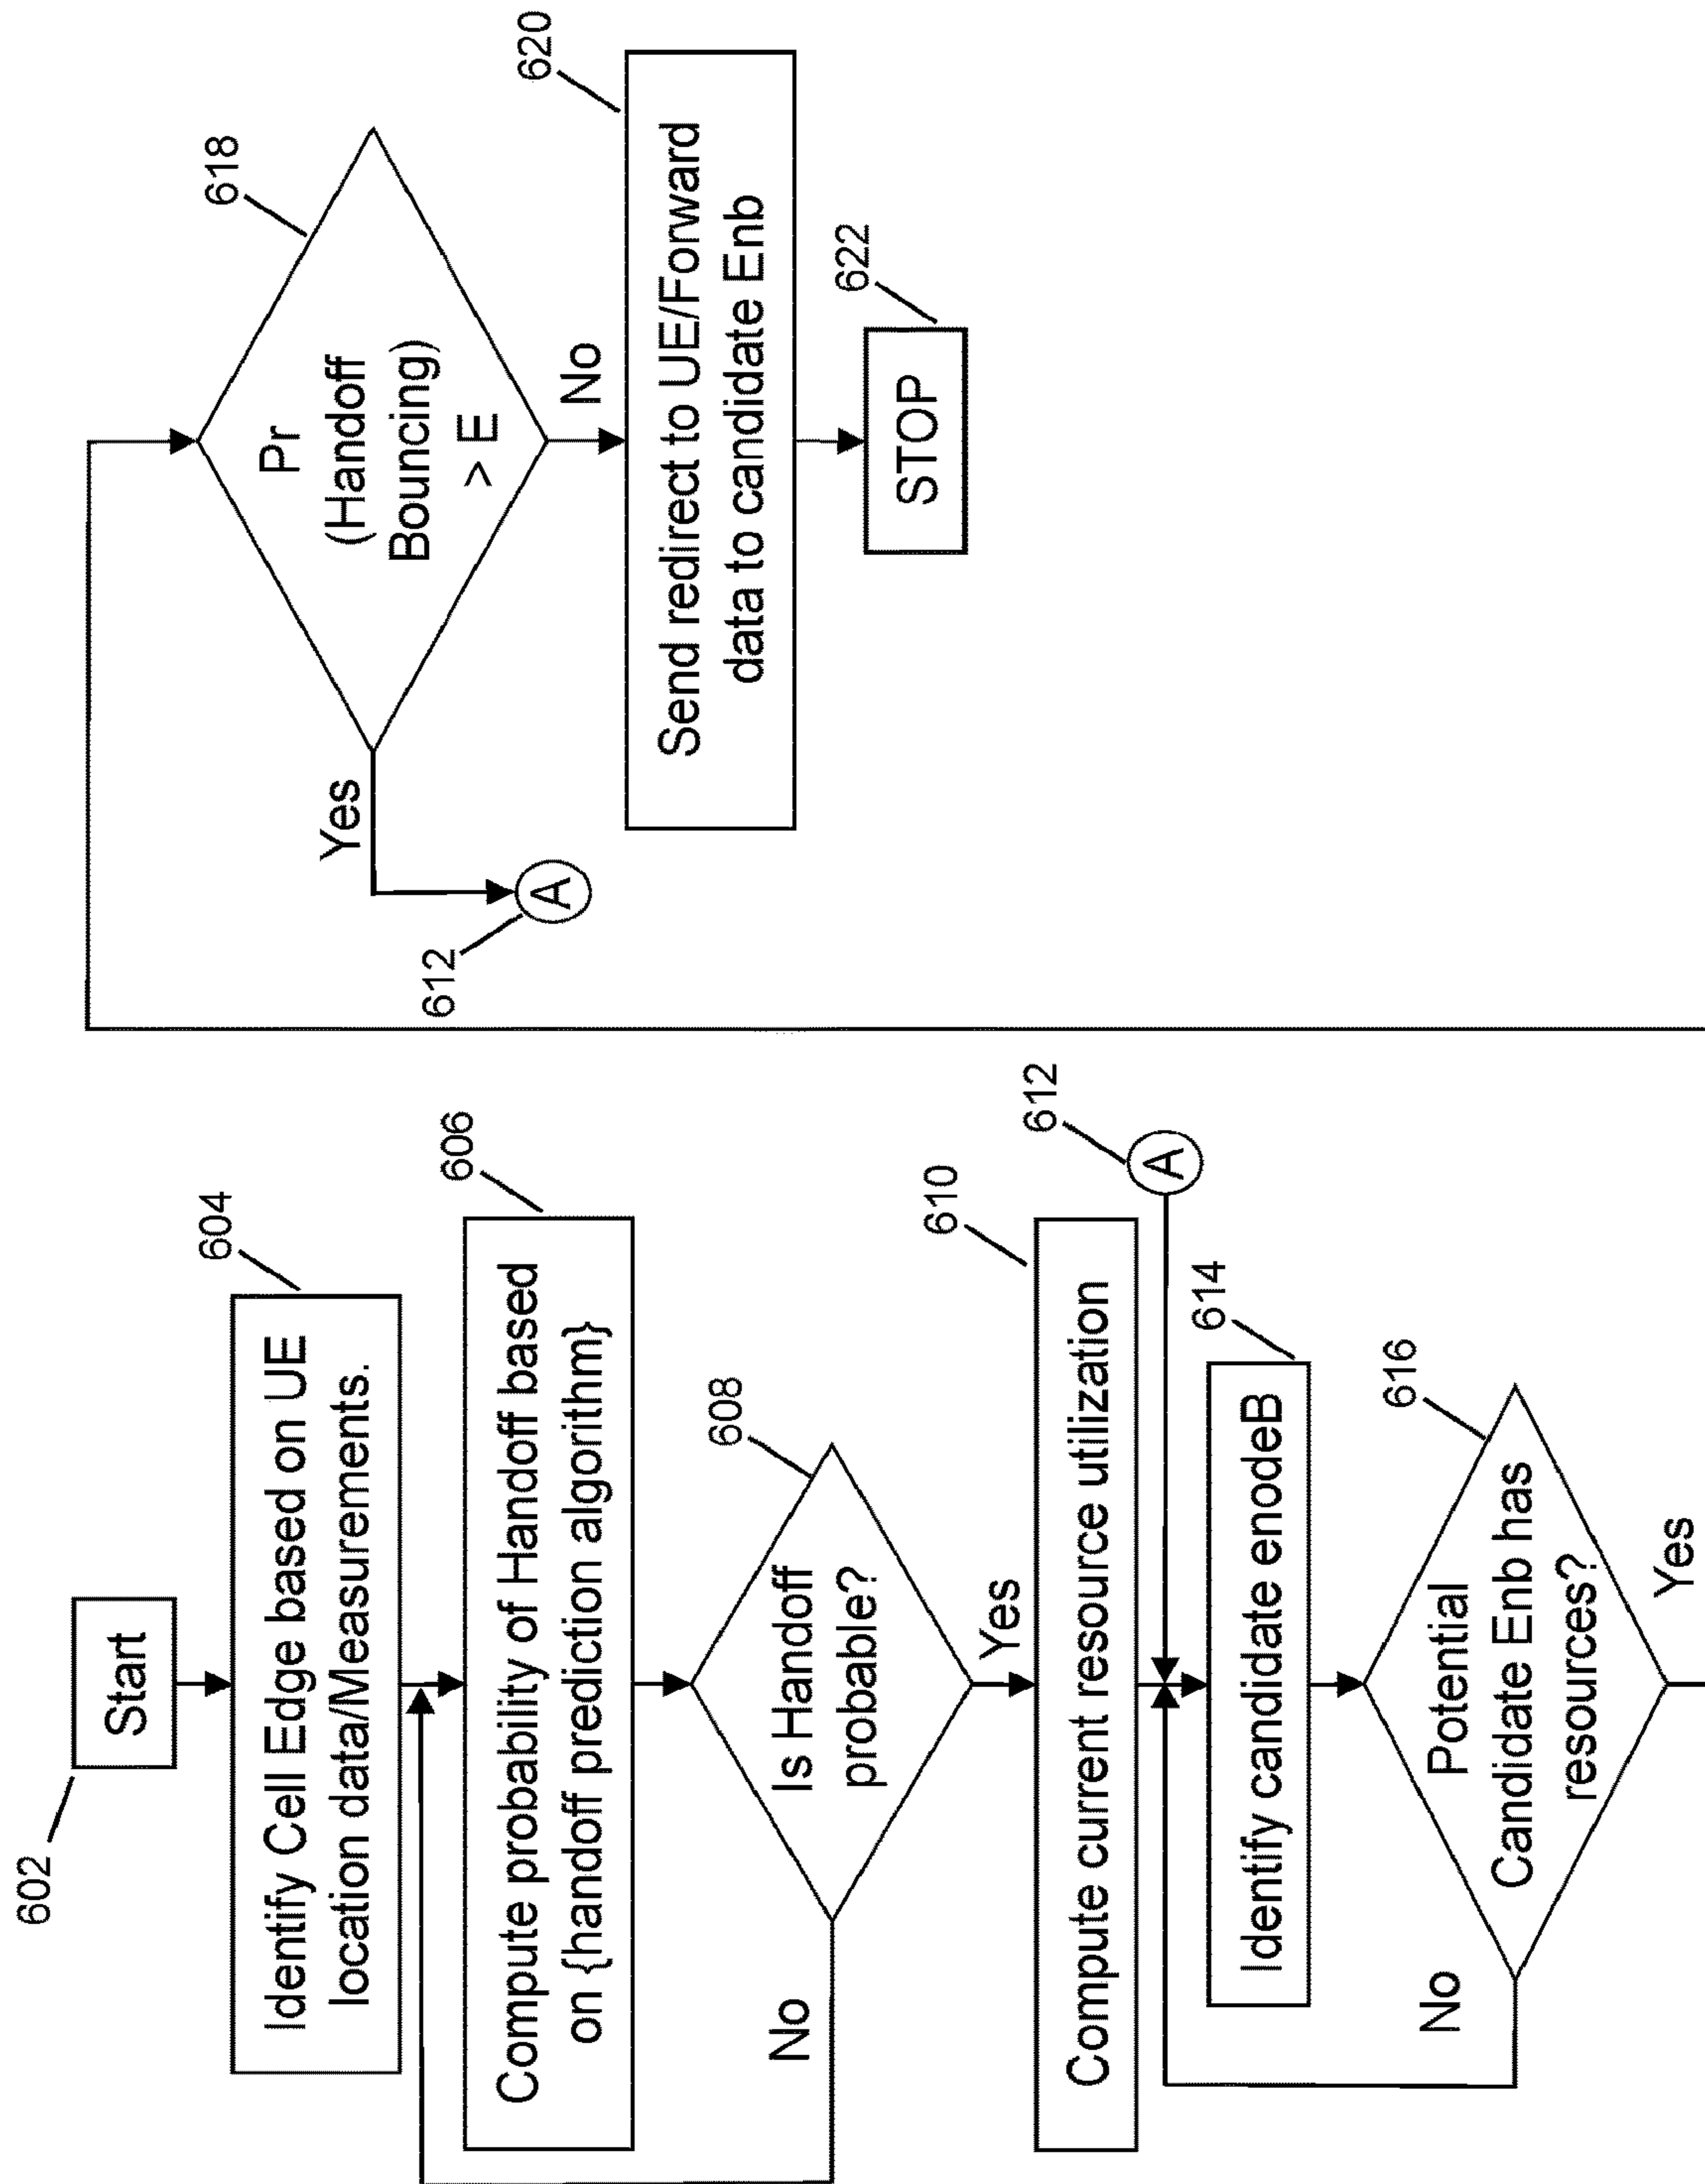 602
Start
604
Identify Cell Edge based on UE
location data/Measurements.
606
Compute probability of Handoff based
on {handoff prediction algorithm}
608
Is Handoff
probable?
No
Yes
610
Compute current resource utilization
612
A
614
Identify candidate enodeB
616
Potential
Candidate Enb has
resources?
No
Yes
618
Pr
(Handoff
Bouncing)
> E
Yes
612
A
No
620
Send redirect to UE/Forward
data to candidate Enb
622
STOP